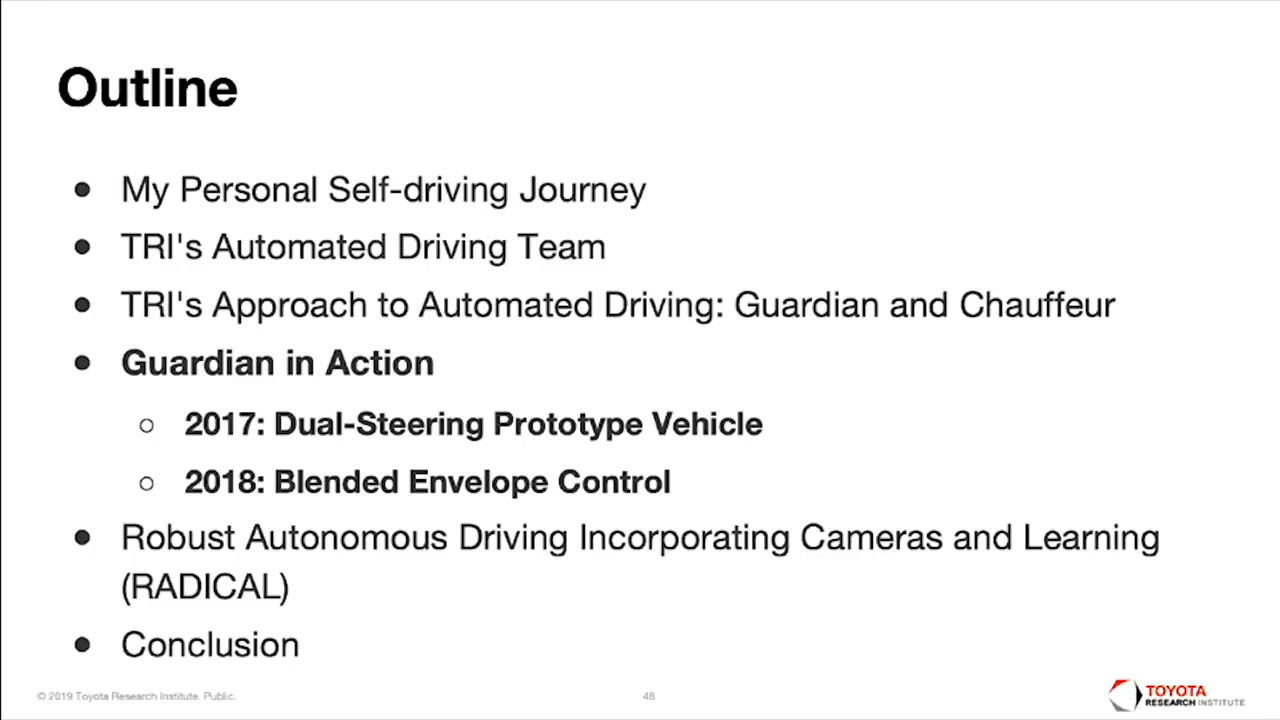 Outline
● My Personal Self-driving Journey
● TRI's Automated Driving Team
● TRI's Approach to Automated Driving: Guardian and Chauffeur
● Guardian in Action
○ 2017: Dual-Steering Prototype Vehicle
○ 2018: Blended Envelope Control
● Robust Autonomous Driving Incorporating Cameras and Learning
(RADICAL)
● Conclusion
© 2019 Toyota Research Institute. Public.
48
TOYOTA
RESEARCH INSTITUTE